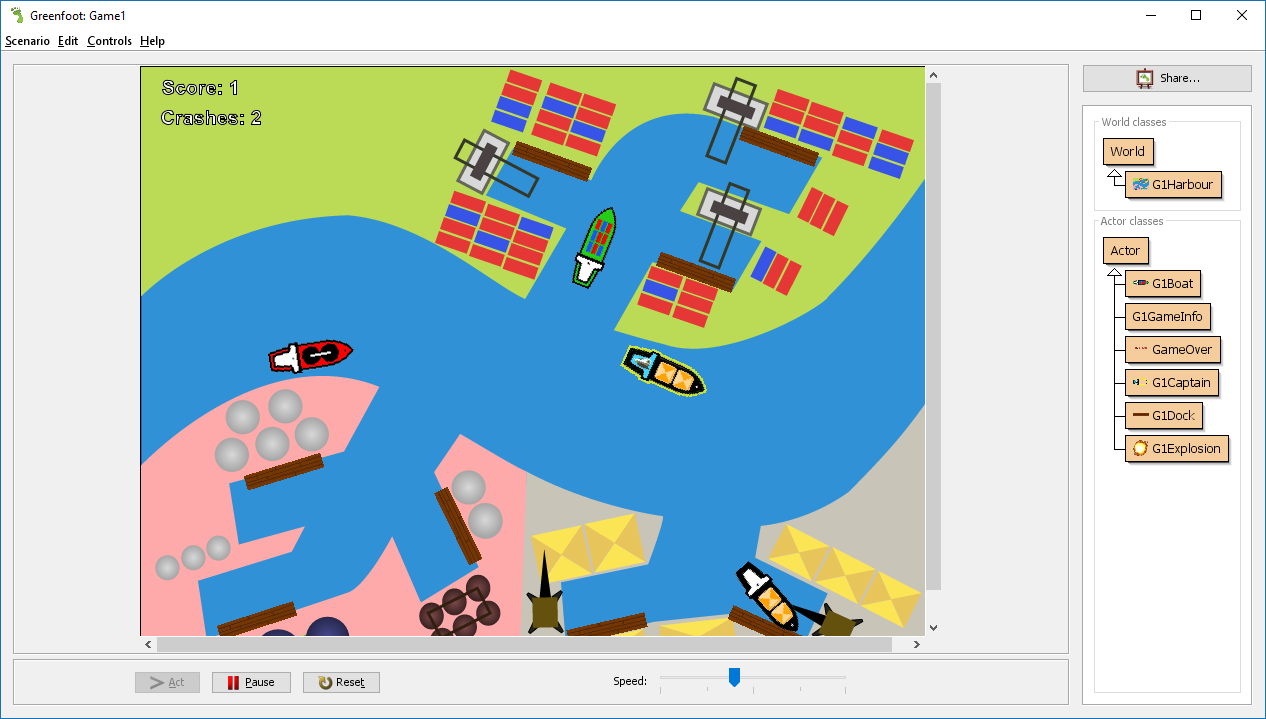 Greenfoot: Game1
Scenario Edit Controls Help
Score: 1
Crashes: 2
Share...
World classes
World
G1Harbour
Actor classes
Actor
G1Boat
G1GameInfo
GameOver
G1Captain
G1Dock
G1Explosion
Act
Pause
Reset
Speed: